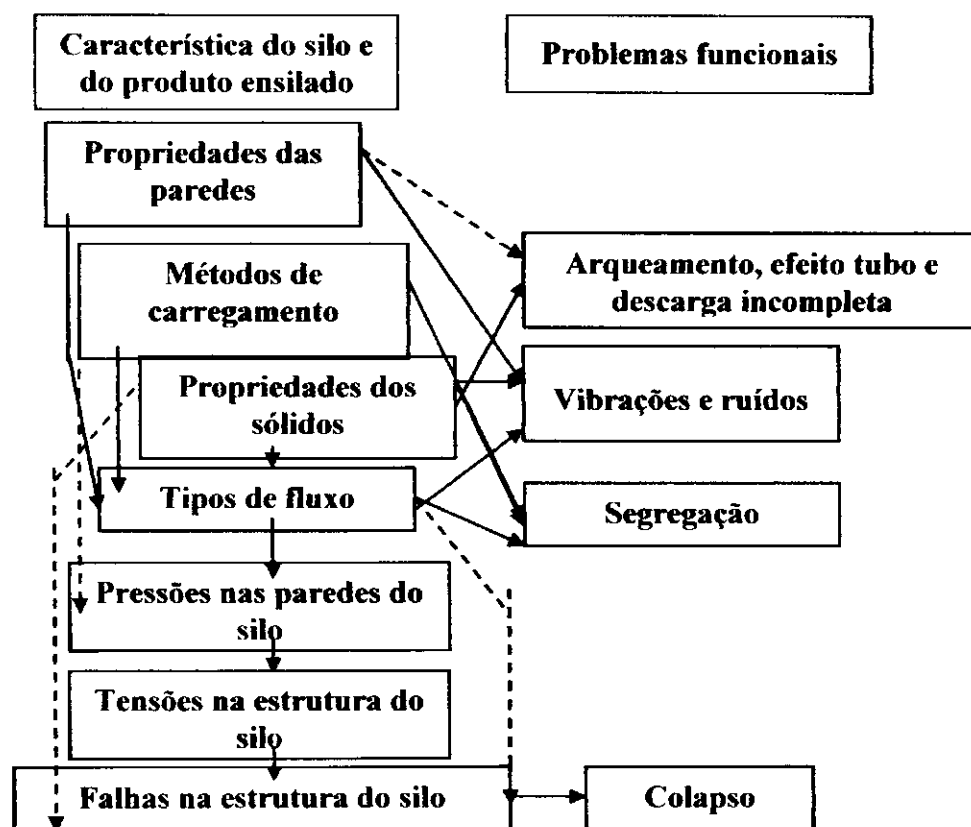 Característica do silo e
do produto ensilado
Problemas funcionais
Propriedades das
paredes
Métodos de
carregamento
Arqueamento, efeito tubo e
descarga incompleta
Propriedades dos
sólidos
Vibrações e ruídos
Tipos de fluxo
Segregação
Pressões nas paredes do
silo
Tensões na estrutura do
silo
Falhas na estrutura do silo
Colapso